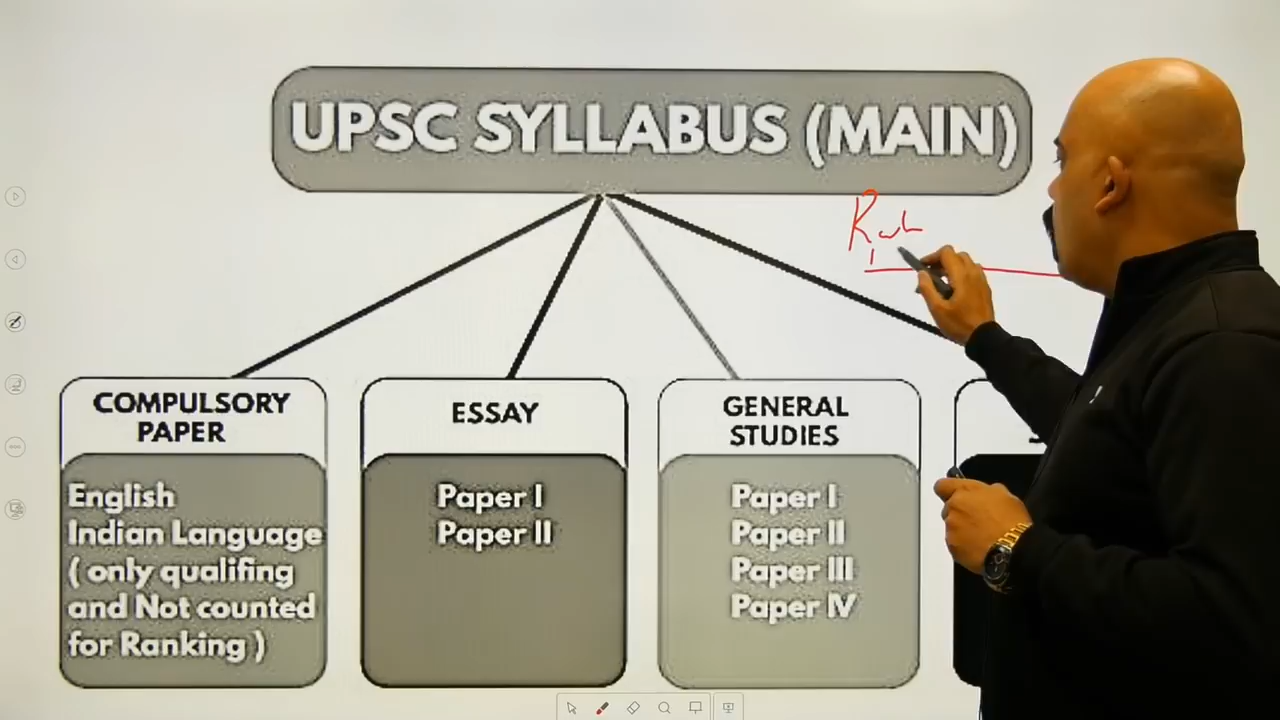 UPSC SYLLABUS (MAIN)
COMPULSORY
PAPER
English
Indian Language
( only qualifing
and Not counted
for Ranking )
ESSAY
Paper I
Paper II
GENERAL
STUDIES
Paper I
Paper II
Paper III
Paper IV